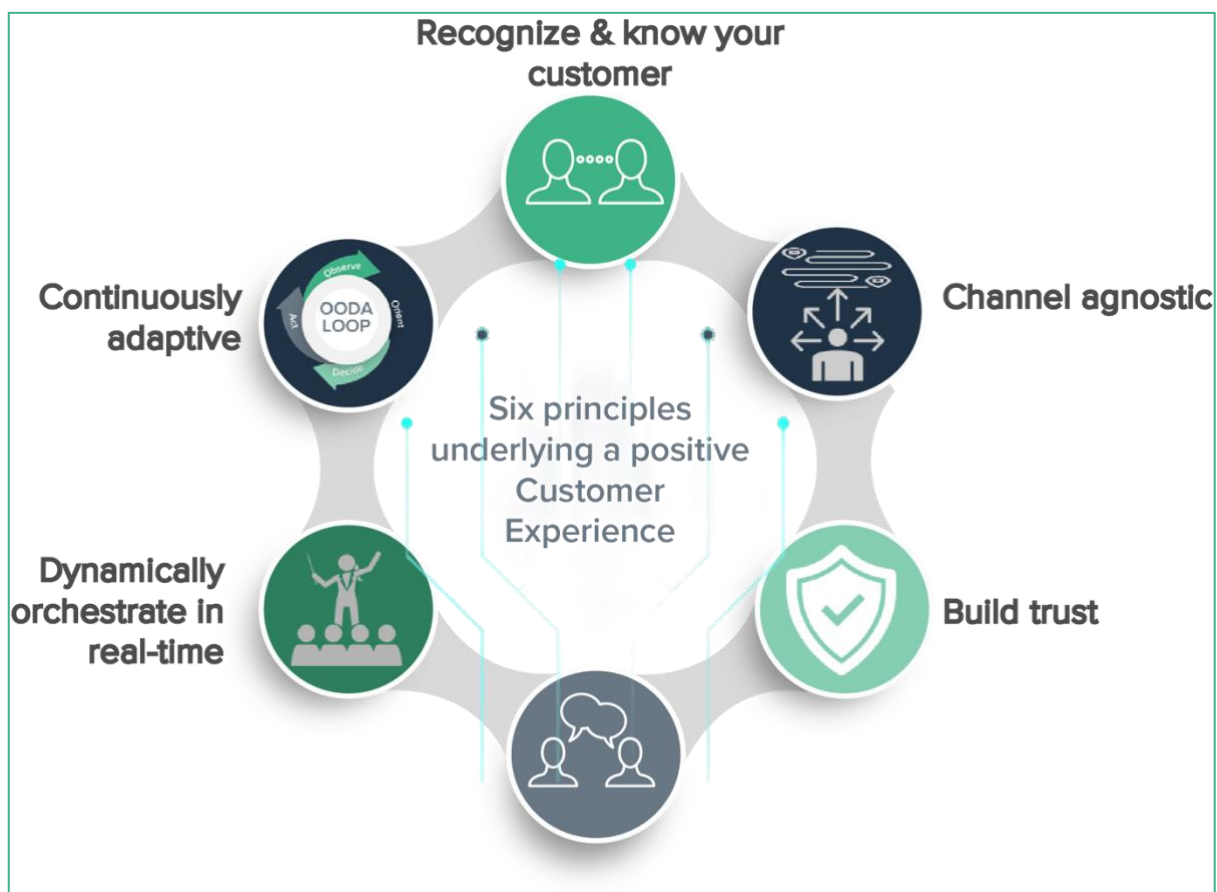 Recognize & know your
customer
Channel agnostic
Build trust
Dynamically
orchestrate in
real-time
Continuously
adaptive
Observe
Orient
Decide
Act
OODA
LOOP
Six principles
underlying a positive
Customer
Experience